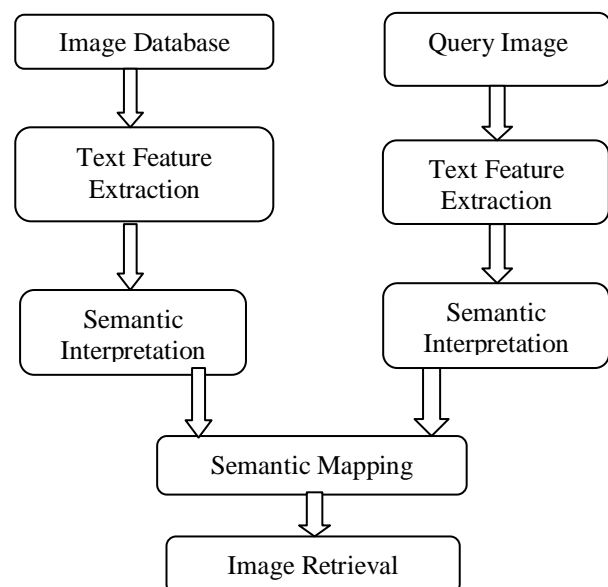 Image Database
Query Image
Text Feature
Extraction
Text Feature
Extraction
Semantic
Interpretation
Semantic
Interpretation
Semantic Mapping
Image Retrieval